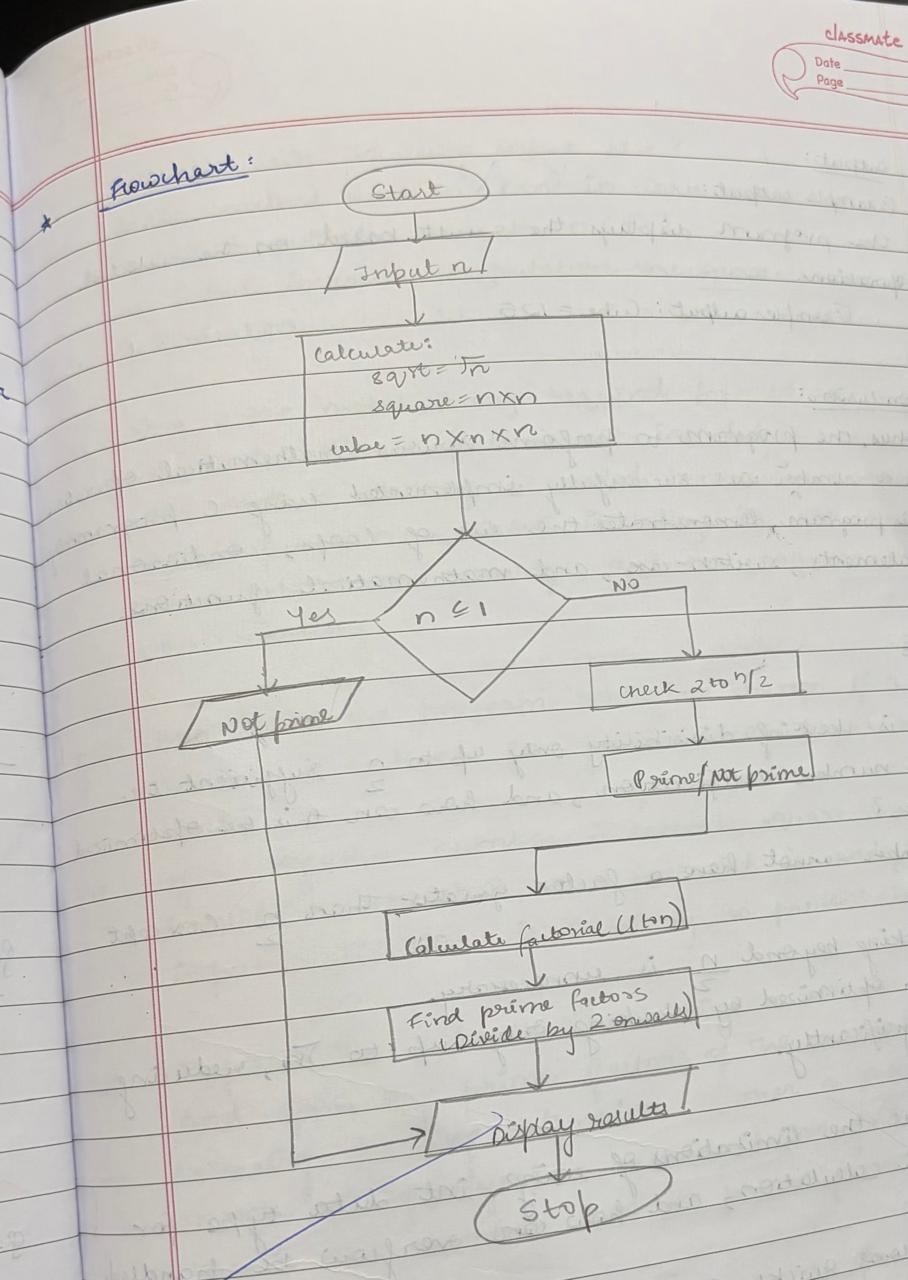 classmate
Date
Page
Flowchart:
Start
Input n
Calculate:
sqrt = √n
square = n×n
cube = n×n×n
n ≤ 1
Yes
NO
Not prime
check 2 to n/2
Prime/Not prime
Calculate factorial (1 to n)
Find prime factors
(Divide by 2 onwards)
Display results
Stop